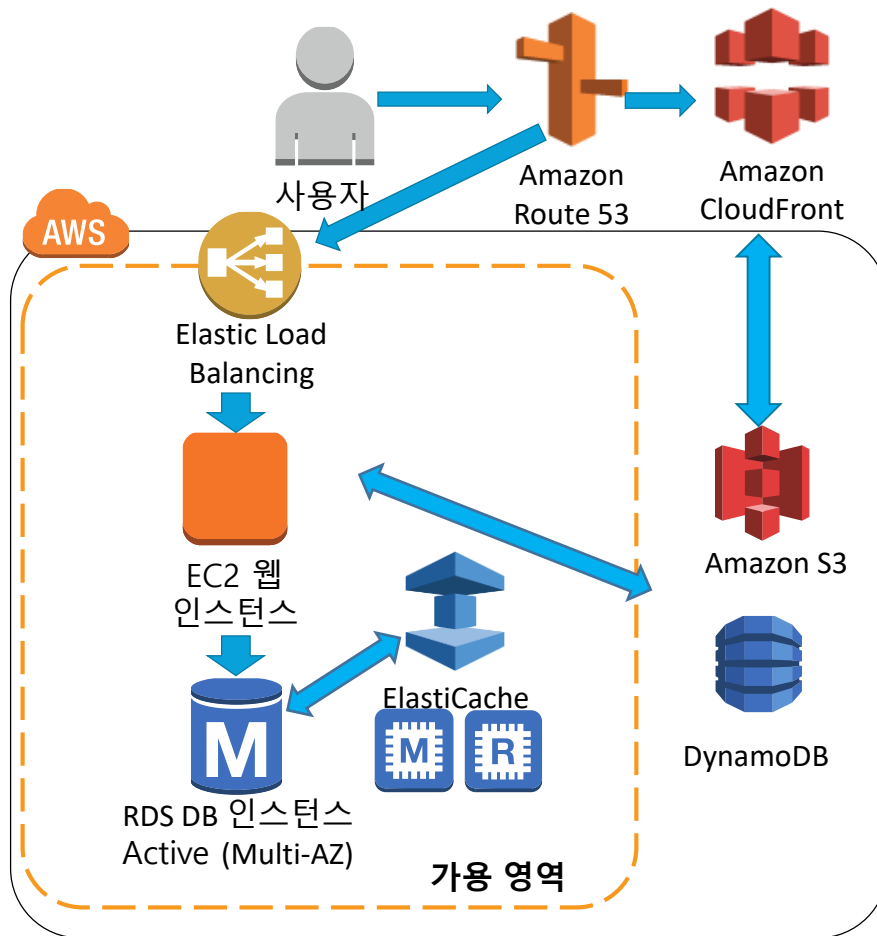 사용자
Amazon
Route 53
Amazon
CloudFront
AWS
Elastic Load
Balancing
EC2 웹
인스턴스
Amazon S3
ElastiCache
M
R
DynamoDB
M
RDS DB 인스턴스
Active (Multi-AZ)
가용 영역